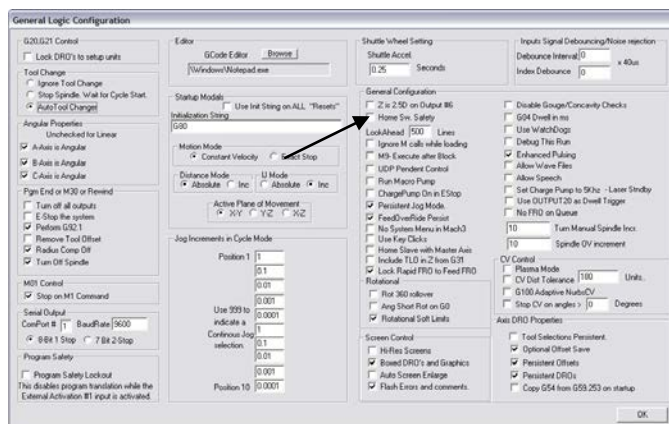 General Logic Configuration
G20,G21 Control
Lock DRO's to setup units
Tool Change
Ignore Tool Change
Stop Spindle. Wait for Cycle Start.
AutoTool Changer
Angular Properties
Unchecked for Linear
A-Axis is Angular
B-Axis is Angular
C-Axis is Angular
Pgm End or M30 or Rewind
Turn off all outputs
E-Stop the system
Perform G92.1
Remove Tool Offset
Radius Comp Off
Turn Off Spindle
M01 Control
Stop on M1 Command
Serial Output
ComPort # 1 BaudRate 9600
8-Bit 1 Stop 7 Bit 2-Stop
Program Safety
Program Safety Lockout
This disables program translation while the
External Activation #1 input is activated.
Editor
GCode Editor Browse
\Windows\Notepad.exe
Startup Modals
Use Init String on ALL "Resets"
Initialization String
G80
Motion Mode
Constant Velocity Exact Stop
Distance Mode
Absolute Inc
IJ Mode
Absolute Inc
Active Plane of Movement
X-Y Y-Z X-Z
Jog Increments in Cycle Mode
Position 1 1
0.1
0.01
0.001
Use 999 to
indicate a
Continous Jog
selection.
0.0001
1
0.1
0.01
0.001
Position 10 0.0001
Shuttle Wheel Setting
Shuttle Accel.
0.25 Seconds
General Configuration
Z is 2.5D on Output #6
Home Sw. Safety
LookAhead 500 Lines
Ignore M calls while loading
M9- Execute after Block
UDP Pendent Control
Run Macro Pump
ChargePump On in EStop
Persistent Jog Mode.
FeedOverRide Persist
No System Menu in Mach3
Use Key Clicks
Home Slave with Master Axis
Include TLO in Z from G31
Lock Rapid FRO to Feed FRO
Rotational
Rot 360 rollover
Ang Short Rot on G0
Rotational Soft Limits
Screen Control
Hi-Res Screens
Boxed DRO's and Graphics
Auto Screen Enlarge
Flash Errors and comments.
Inputs Signal Debouncing/Noise rejection
Debounce Interval: 0
x 40us
Index Debounce 0
Disable Gouge/Concavity Checks
G04 Dwell in ms
Use WatchDogs
Debug This Run
Enhanced Pulsing
Allow Wave Files
Allow Speech
Set Charge Pump to 5Khz - Laser Stndby
Use OUTPUT20 as Dwell Trigger
No FRO on Queue
10 Turn Manual Spindle Incr.
10 Spindle OV increment
CV Control
Plasma Mode
CV Dist Tolerance 180 Units..
G100 Adaptive NurbsCV
Stop CV on angles > 0 Degrees
Axis DRO Properties
Tool Selections Persistent.
Optional Offset Save
Persistent Offsets
Persistent DROs
Copy G54 from G59.253 on startup
OK